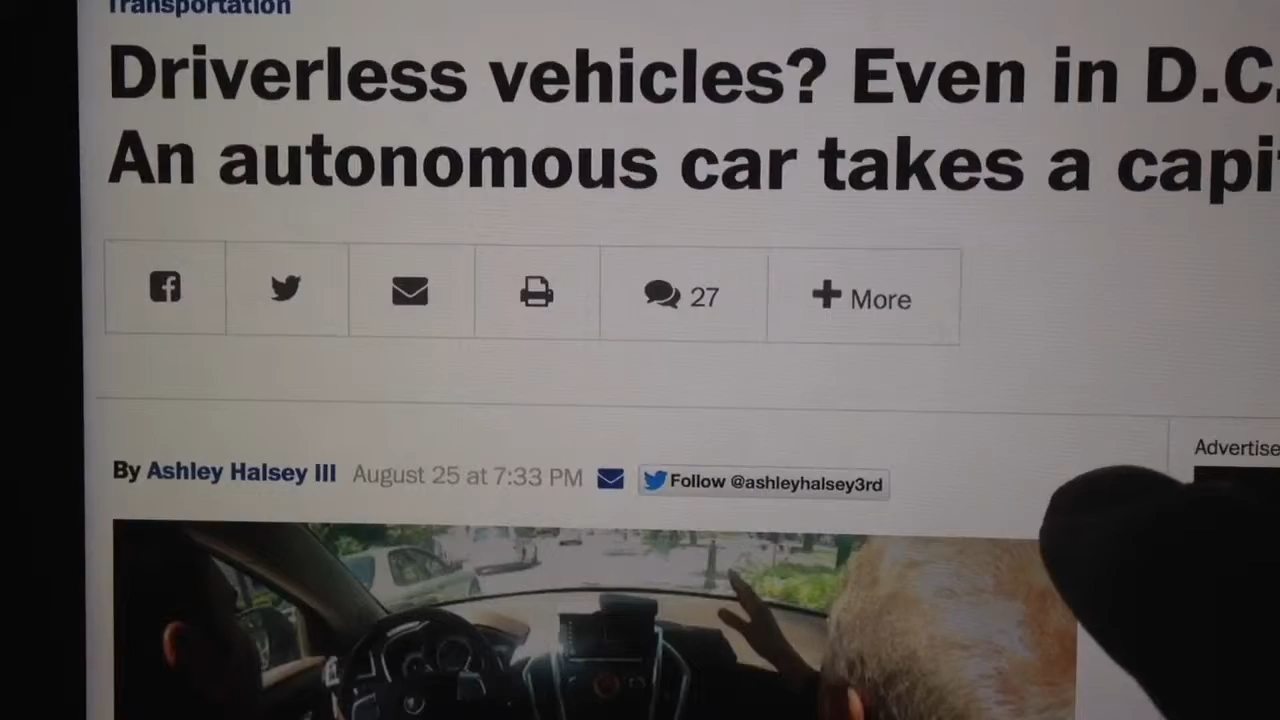 Transportation
Driverless vehicles? Even in D.C.
An autonomous car takes a capi
27
More
By Ashley Halsey III August 25 at 7:33 PM Follow @ashleyhalsey3rd
Advertise